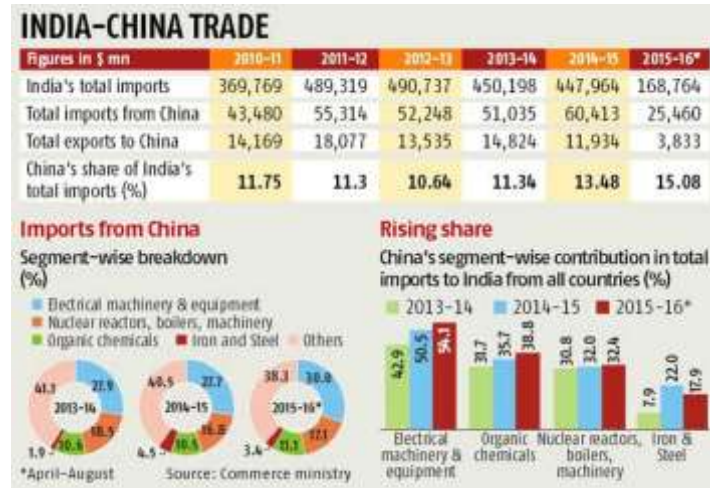 INDIA-CHINA TRADE
Figures in $ mn 2010-11 2011-12 2012-13 2013-14 2014-15 2015-16*
India's total imports 369,769 489,319 490,737 450,198 447,964 168,764
Total imports from China 43,480 55,314 52,248 51,035 60,413 25,460
Total exports to China 14,169 18,077 13,535 14,824 11,934 3,833
China's share of India's
total imports (%) 11.75 11.3 10.64 11.34 13.48 15.08
Imports from China
Segment-wise breakdown
(%)
Electrical machinery & equipment
Nuclear reactors, boilers, machinery
Organic chemicals Iron and Steel Others
41.1 27.9
2013-14
18.5
1.9 10.6
40.5 27.7
2014-15
16.8
4.5 10.5
38.3 30.0
2015-16*
17.1
3.4 11.1
*April-August Source: Commerce ministry
Rising share
China's segment-wise contribution in total
imports to India from all countries (%)
2013-14 2014-15 2015-16*
42.9 50.5 54.1
31.7 35.7 38.8
30.8 32.0 32.4
7.9 22.0 17.9
Electrical
machinery &
equipment
Organic
chemicals
Nuclear reactors,
boilers,
machinery
Iron &
Steel